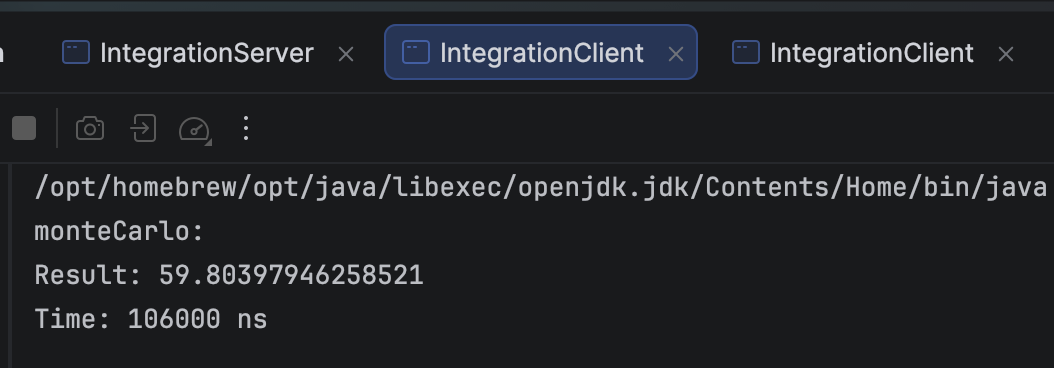 n IntegrationServer × IntegrationClient × IntegrationClient ×
/opt/homebrew/opt/java/libexec/openjdk.jdk/Contents/Home/bin/java
monteCarlo:
Result: 59.80397946258521
Time: 106000 ns